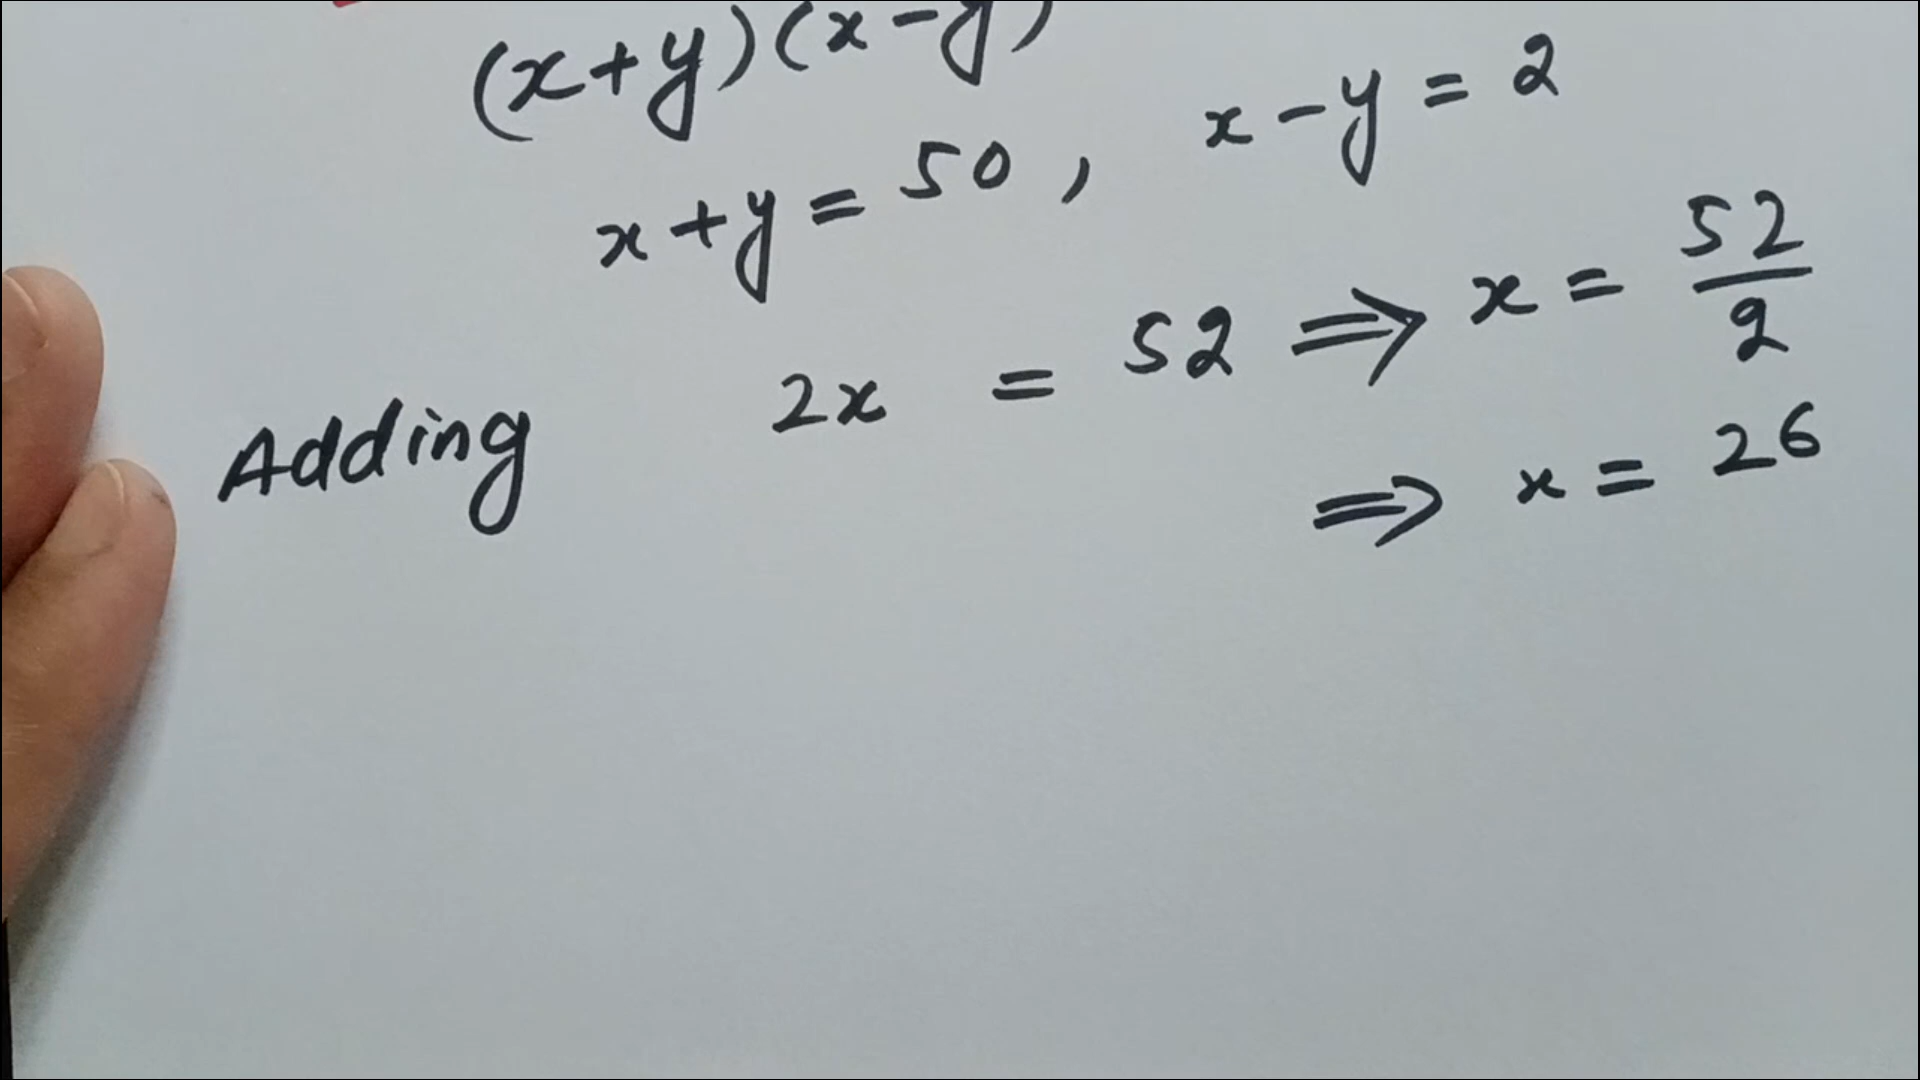 (x+y)(x-y)
x+y = 50, x-y = 2
Adding 2x = 52 ⇒ x = 52/2
⇒ x = 26